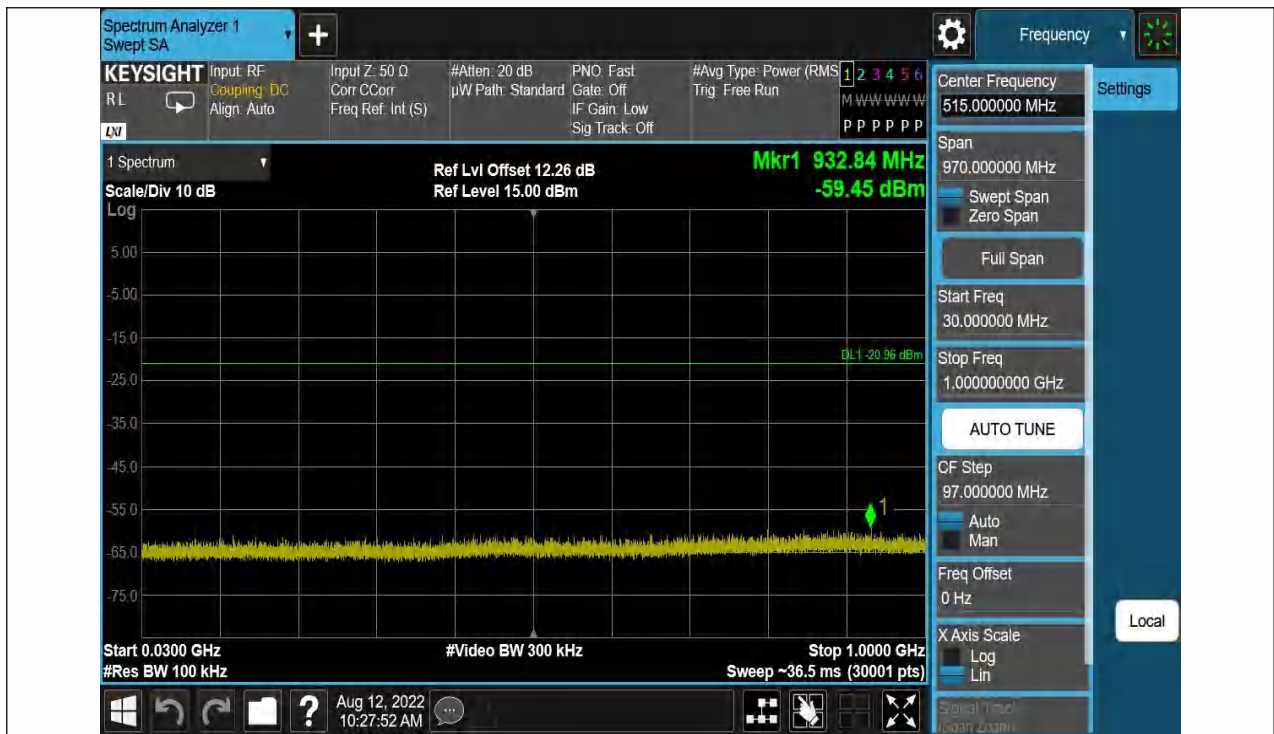 Spectrum Analyzer 1
Swept SA
Frequency
KEYSIGHT
RL
LXI
Input: RF
Coupling: DC
Align: Auto
Input Z: 50 Ω
Corr CCorr
Freq Ref: Int (S)
#Atten: 20 dB
µW Path: Standard
PNO: Fast
Gate: Off
IF Gain: Low
Sig Track: Off
#Avg Type: Power (RMS
Trig: Free Run
1 2 3 4 5 6
M W W W W W
P P P P P P
1 Spectrum
Scale/Div 10 dB
Ref Lvl Offset 12.26 dB
Ref Level 15.00 dBm
Mkr1 932.84 MHz
-59.45 dBm
Log
5.00
-5.00
-15.0
DL1 -20.96 dBm
-25.0
-35.0
-45.0
-55.0
1
-65.0
-75.0
Start 0.0300 GHz
#Video BW 300 kHz
Stop 1.0000 GHz
#Res BW 100 kHz
Sweep ~36.5 ms (30001 pts)
Aug 12, 2022
10:27:52 AM
Center Frequency
515.000000 MHz
Settings
Span
970.000000 MHz
Swept Span
Zero Span
Full Span
Start Freq
30.000000 MHz
Stop Freq
1.000000000 GHz
AUTO TUNE
CF Step
97.000000 MHz
Auto
Man
Freq Offset
0 Hz
X Axis Scale
Log
Lin
Local
Signal Track
(Span Zoom)